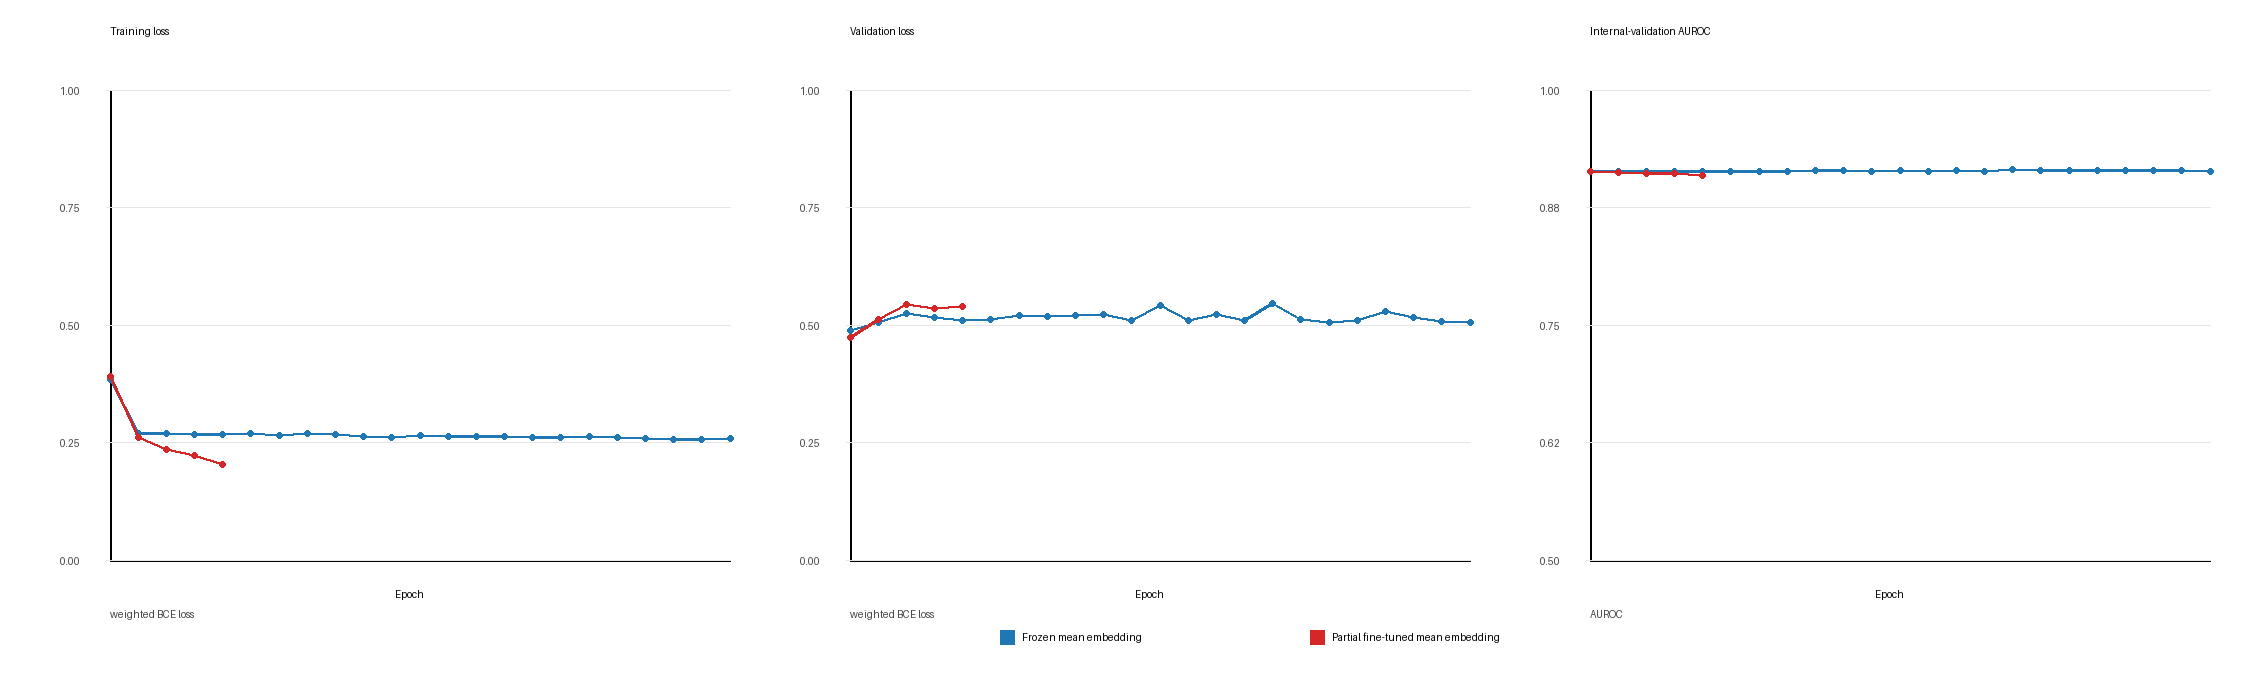 Training loss
Validation loss
Internal-validation AUROC
1.00
1.00
1.00
0.75
0.75
0.88
0.50
0.50
0.75
0.25
0.25
0.62
0.00
0.00
0.50
Epoch
Epoch
Epoch
weighted BCE loss
weighted BCE loss
AUROC
Frozen mean embedding
Partial fine-tuned mean embedding